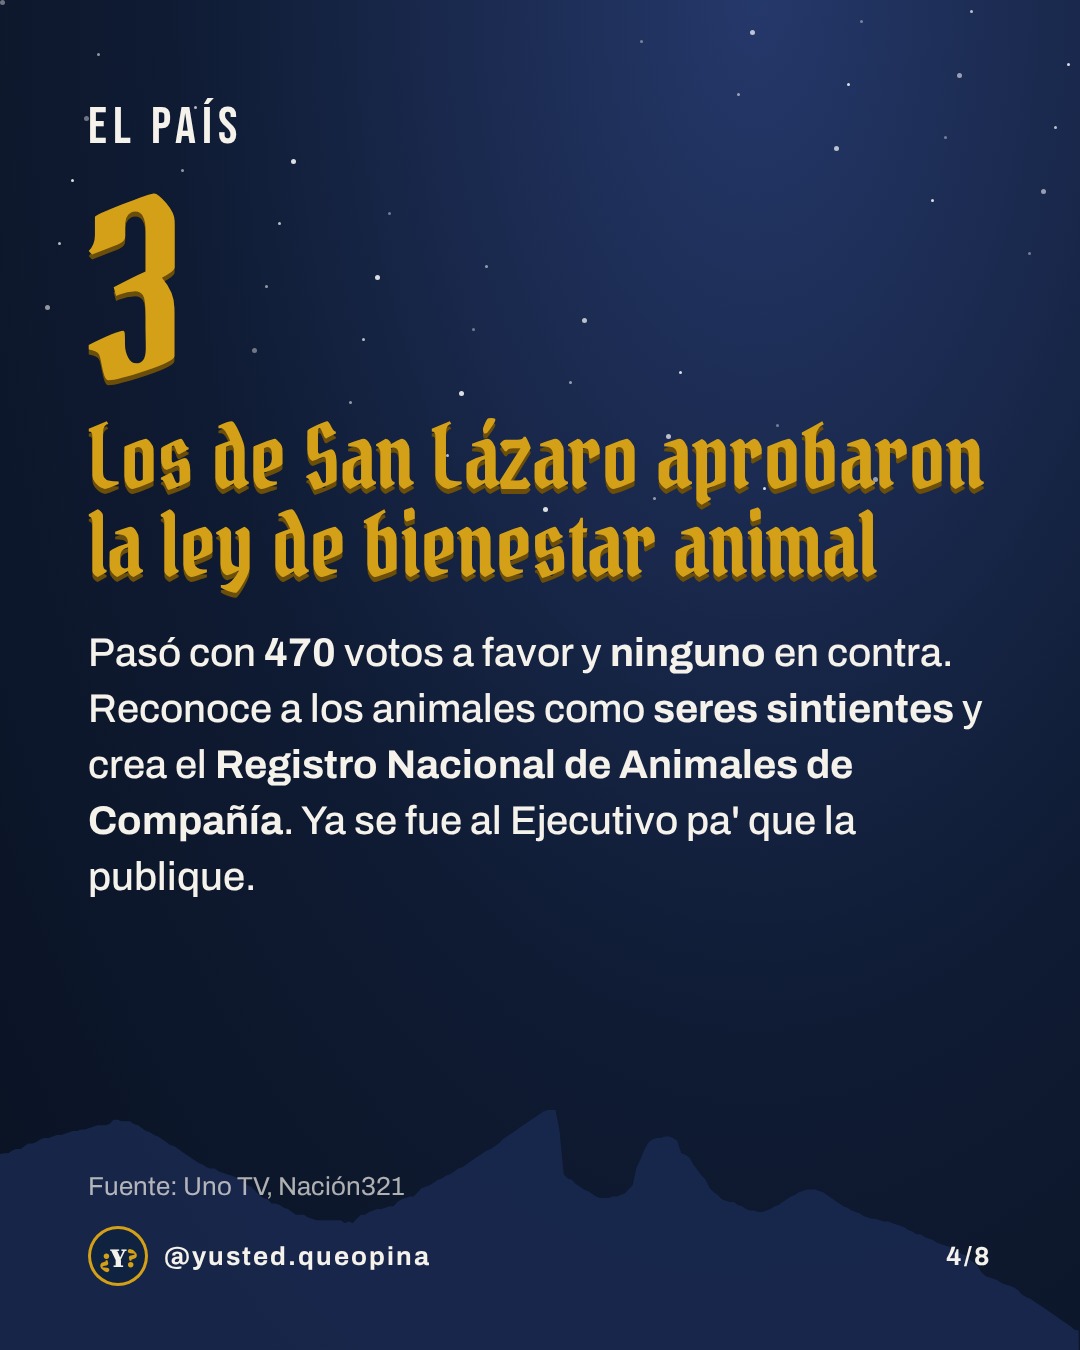 EL PAÍS
3
Los de San Lázaro aprobaron
la ley de bienestar animal
Pasó con 470 votos a favor y ninguno en contra.
Reconoce a los animales como seres sintientes y
crea el Registro Nacional de Animales de
Compañía. Ya se fue al Ejecutivo pa' que la
publique.
Fuente: Uno TV, Nación321
¿Y?
@yusted.queopina
4/8